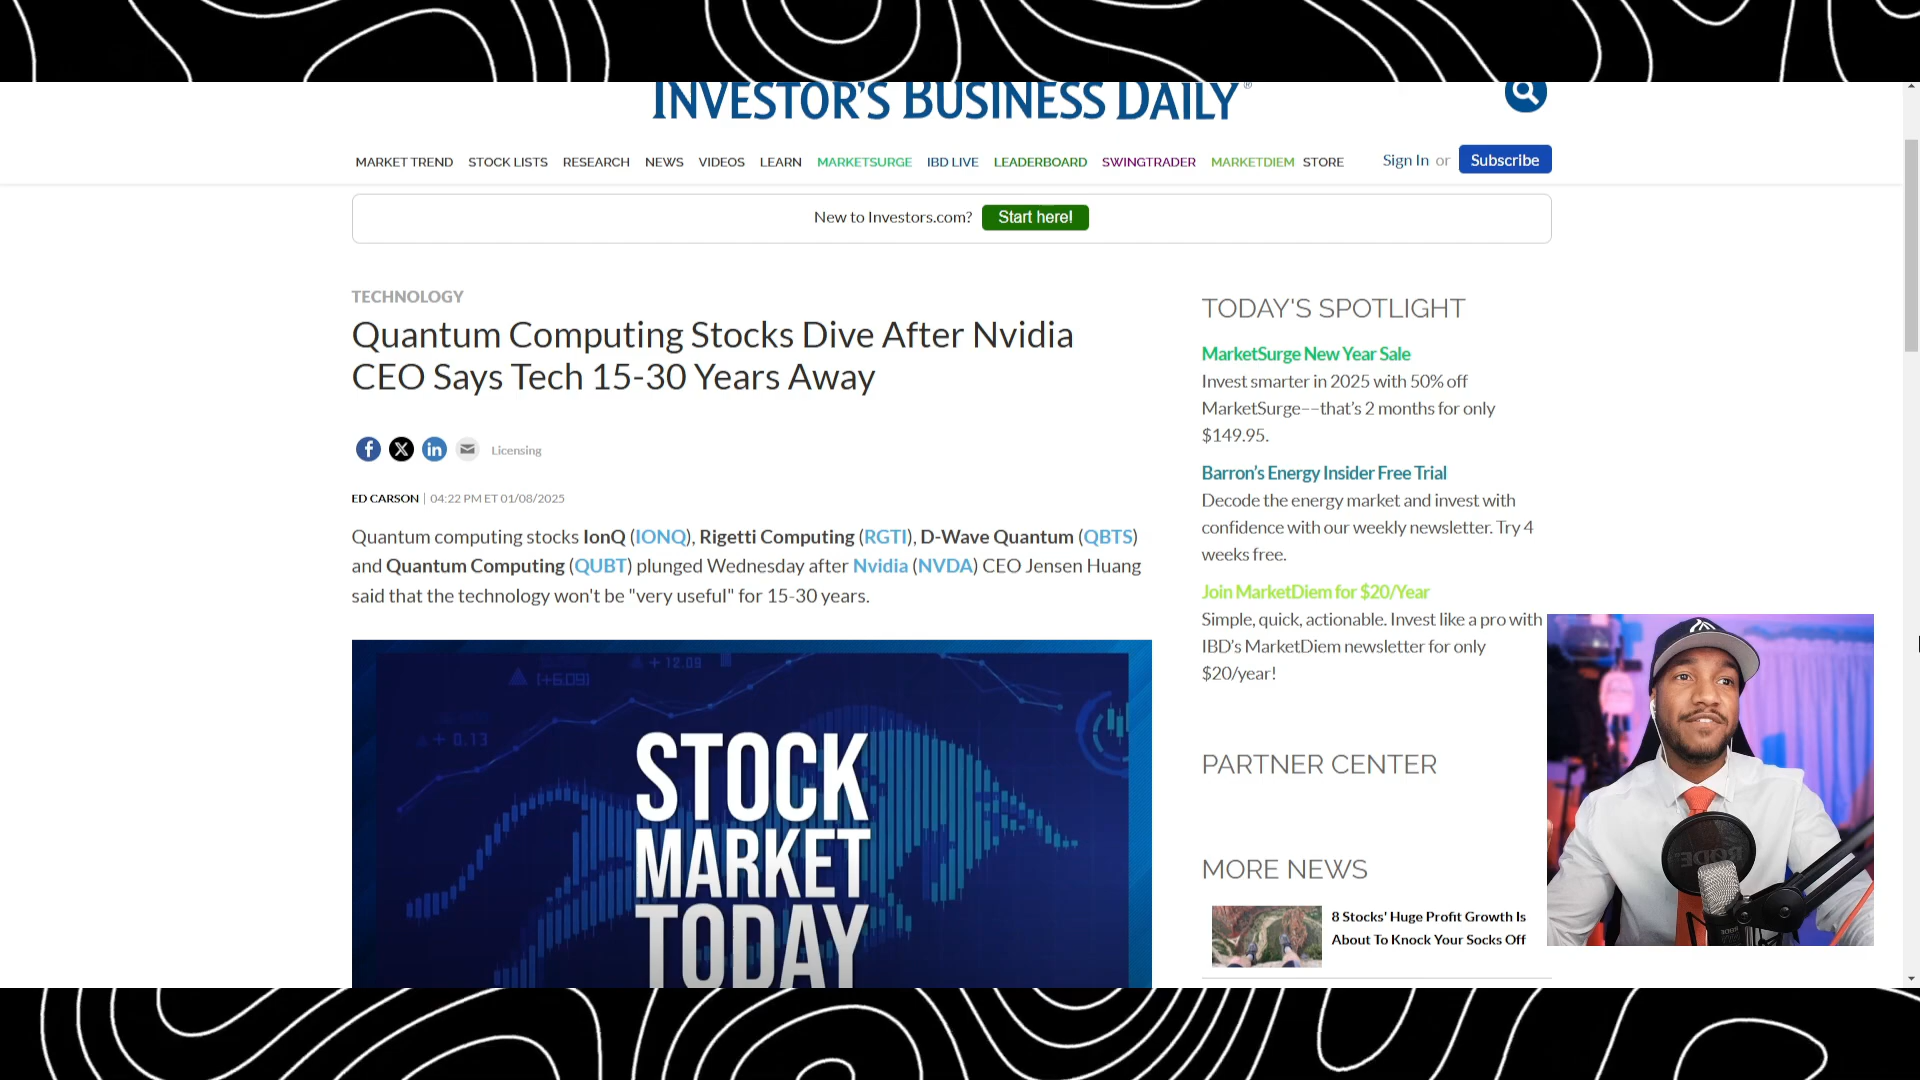 INVESTOR'S BUSINESS DAILY®
MARKET TREND STOCK LISTS RESEARCH NEWS VIDEOS LEARN MARKETSURGE IBD LIVE LEADERBOARD SWINGTRADER MARKETDIEM STORE Sign In or Subscribe
New to Investors.com? Start here!
TECHNOLOGY
Quantum Computing Stocks Dive After Nvidia
CEO Says Tech 15-30 Years Away
Licensing
ED CARSON | 04:22 PM ET 01/08/2025
Quantum computing stocks IonQ (IONQ), Rigetti Computing (RGTI), D-Wave Quantum (QBTS)
and Quantum Computing (QUBT) plunged Wednesday after Nvidia (NVDA) CEO Jensen Huang
said that the technology won't be "very useful" for 15-30 years.
+ 12.09
(+6.09)
+ 0.13
STOCK
MARKET
TODAY
TODAY'S SPOTLIGHT
MarketSurge New Year Sale
Invest smarter in 2025 with 50% off
MarketSurge--that's 2 months for only
$149.95.
Barron's Energy Insider Free Trial
Decode the energy market and invest with
confidence with our weekly newsletter. Try 4
weeks free.
Join MarketDiem for $20/Year
Simple, quick, actionable. Invest like a pro with
IBD's MarketDiem newsletter for only
$20/year!
PARTNER CENTER
MORE NEWS
8 Stocks' Huge Profit Growth Is
About To Knock Your Socks Off
RODE